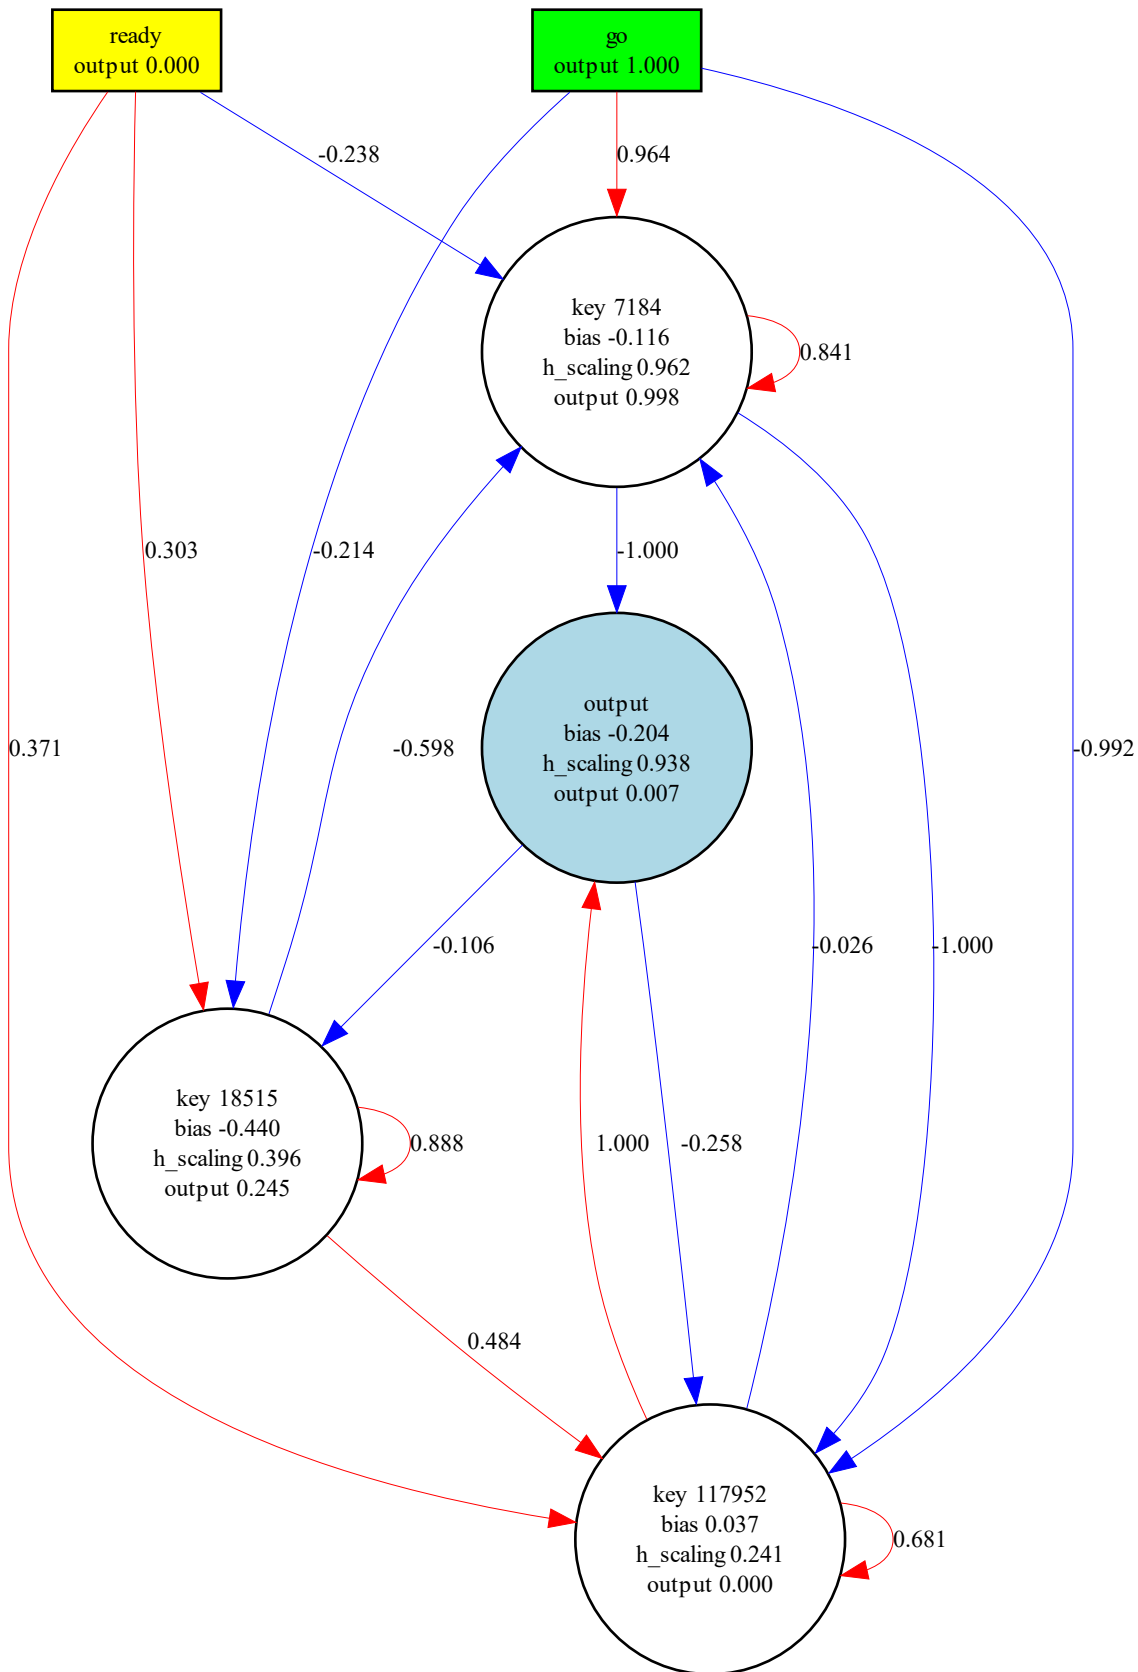 ready
output 0.000
go
output 1.000
-0.238
0.964
key 7184
bias -0.116
h_scaling 0.962
output 0.998
0.841
0.303
-0.214
-1.000
output
bias -0.204
h_scaling 0.938
output 0.007
0.371
-0.598
-0.992
-0.106
-0.026
-1.000
key 18515
bias -0.440
h_scaling 0.396
output 0.245
0.888
1.000
-0.258
0.484
key 117952
bias 0.037
h_scaling 0.241
output 0.000
0.681